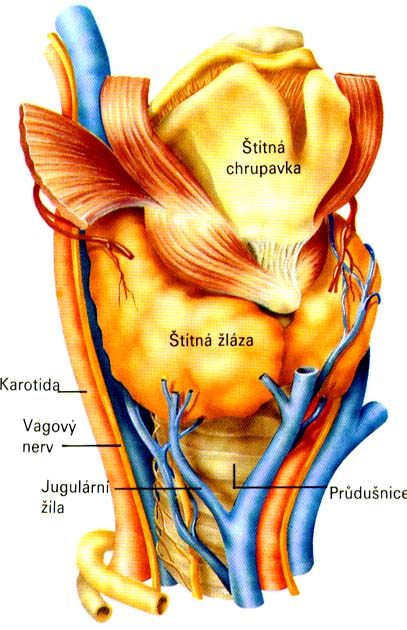 Štítná
chrupavka
Štítná žláza
Karotida
Vagový
nerv
Jugulární
žíla
Průdušnice